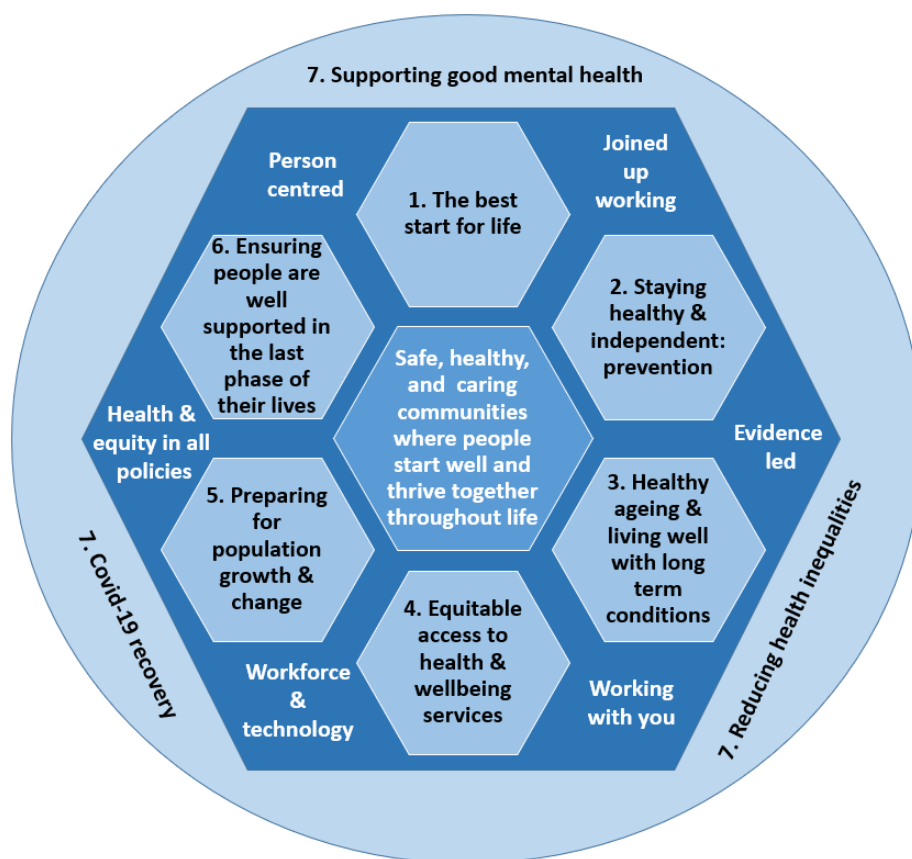 7. Supporting good mental health
Person
centred
Joined
up
working
1. The best
start for life
6. Ensuring
people are
well
supported in
the last
phase of
their lives
2. Staying
healthy &
independent:
prevention
Safe, healthy,
and caring
communities
where people
start well and
thrive together
throughout life
Health &
equity in all
policies
Evidence
led
5. Preparing
for
population
growth &
change
3. Healthy
ageing &
living well
with long
term
conditions
4. Equitable
access to
health &
wellbeing
services
Workforce
&
technology
Working
with you
7. Covid-19 recovery
7. Reducing health inequalities